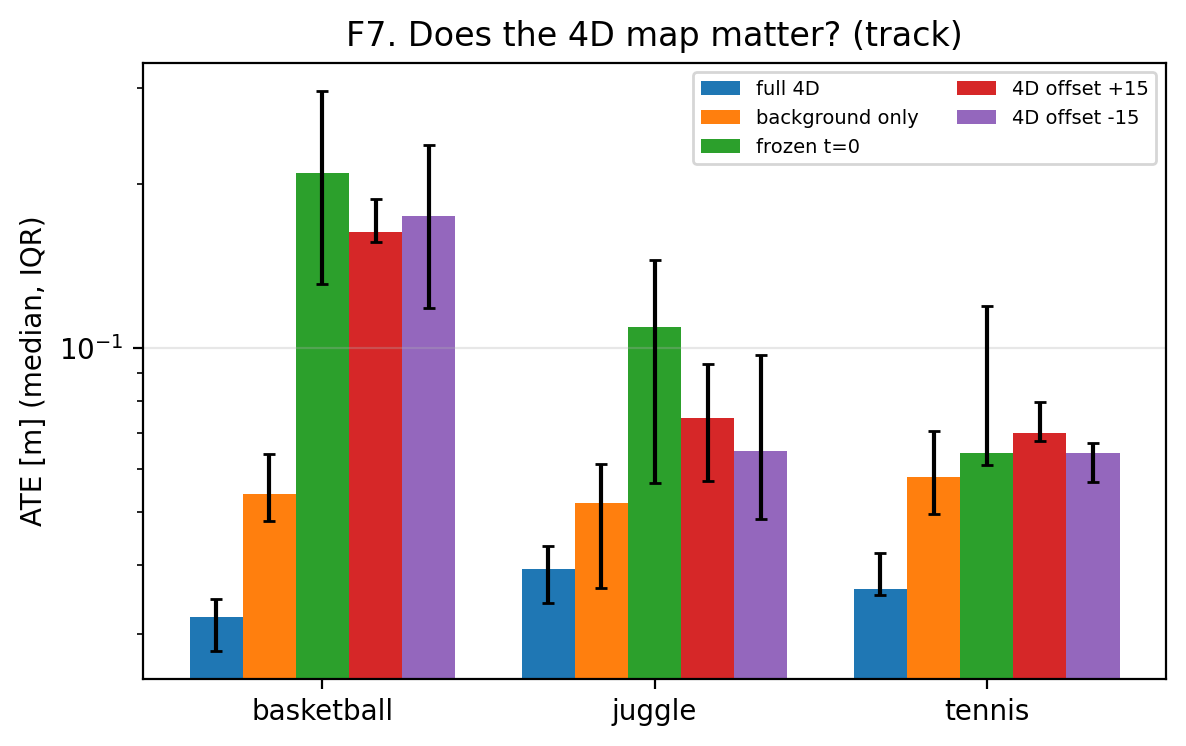 F7. Does the 4D map matter? (track)
full 4D
background only
frozen t=0
4D offset +15
4D offset -15
ATE [m] (median, IQR)
10⁻¹
basketball
juggle
tennis